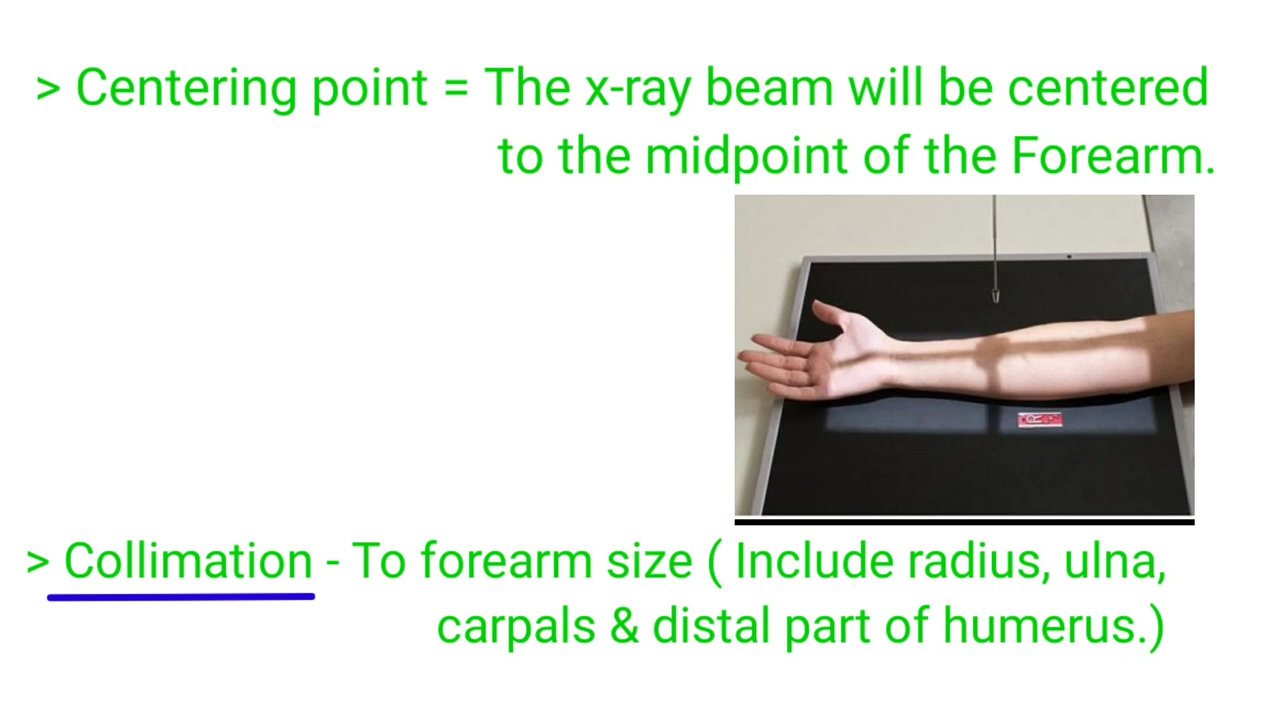 > Centering point = The x-ray beam will be centered
to the midpoint of the Forearm.
R
> Collimation - To forearm size ( Include radius, ulna,
carpals & distal part of humerus.)